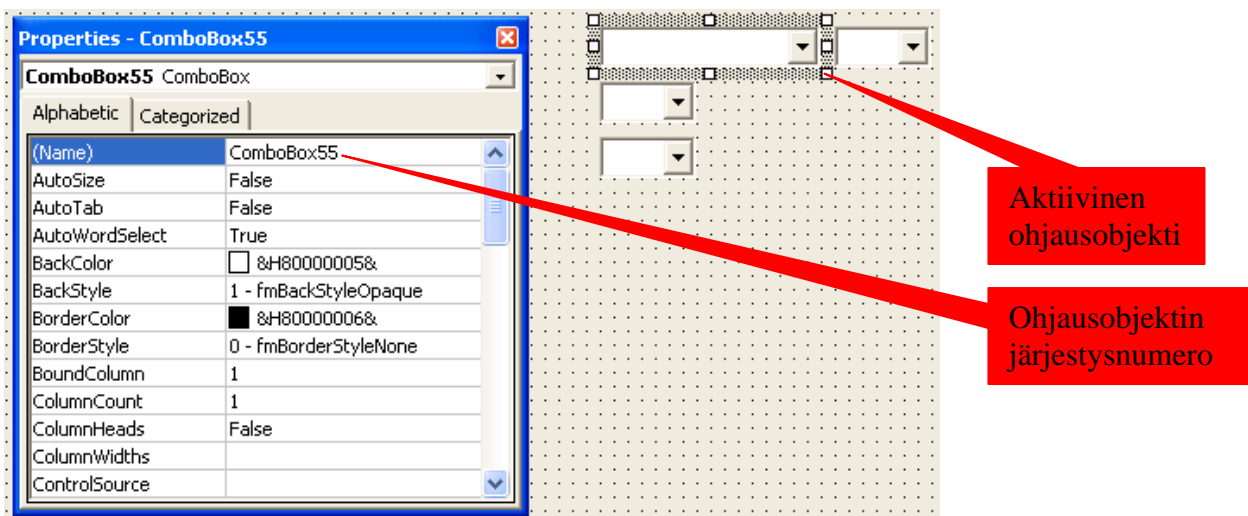 Properties - ComboBox55
ComboBox55 ComboBox
Alphabetic Categorized
(Name) ComboBox55
AutoSize False
AutoTab False
AutoWordSelect True
BackColor &H80000005&
BackStyle 1 - fmBackStyleOpaque
BorderColor &H80000006&
BorderStyle 0 - fmBorderStyleNone
BoundColumn 1
ColumnCount 1
ColumnHeads False
ColumnWidths
ControlSource
Aktiivinen
ohjausobjekti
Ohjausobjektin
järjestysnumero